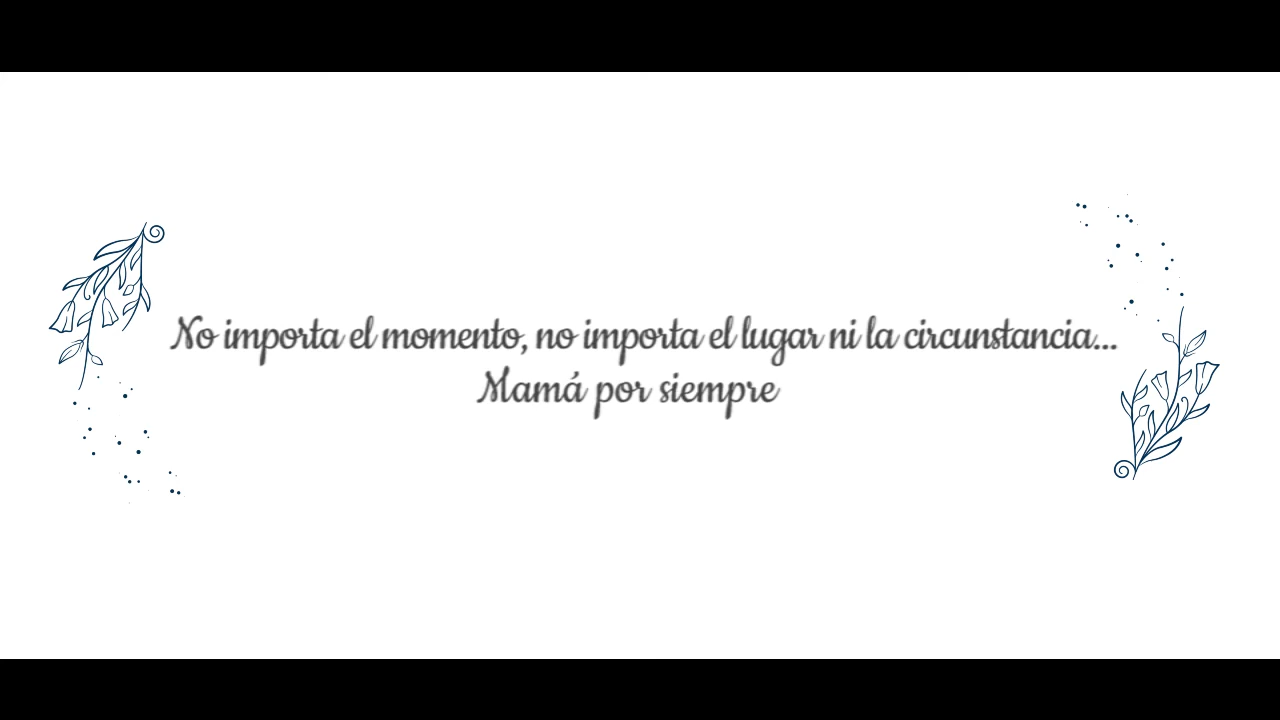 No importa el momento, no importa el lugar ni la circunstancia...
Mamá por siempre